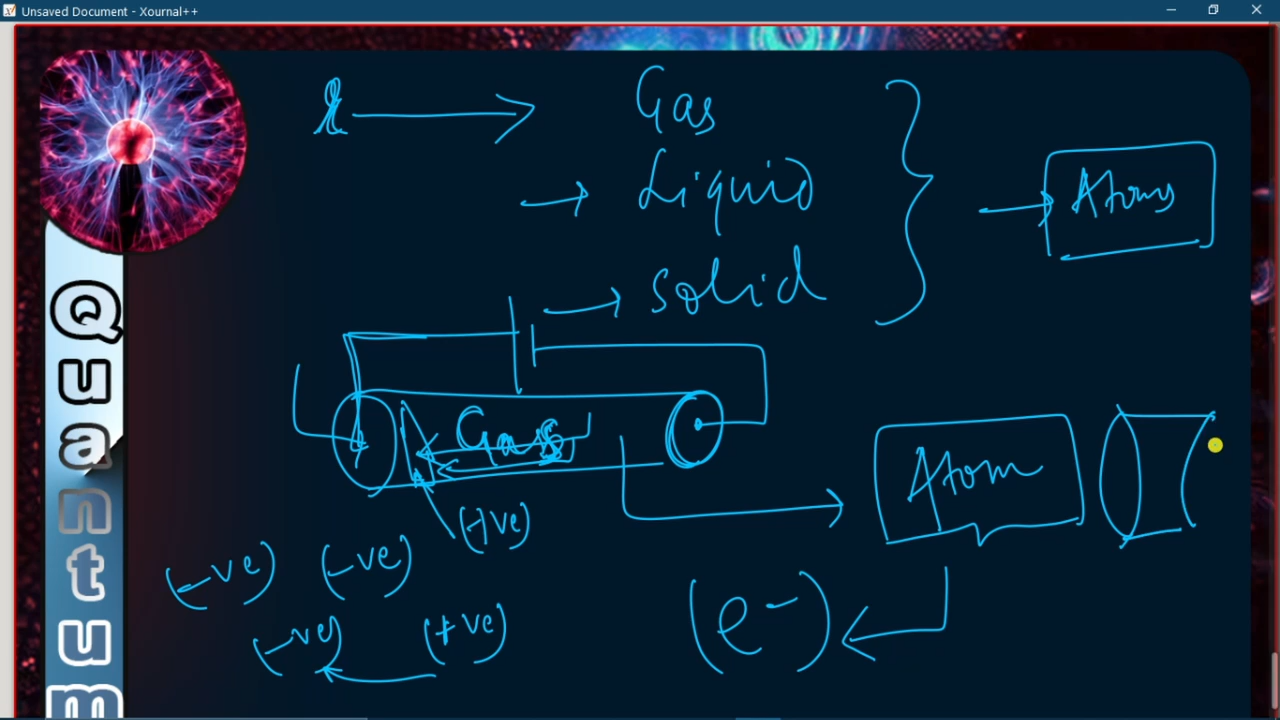 Unsaved Document - Xournal++
Gas
Liquid
Solid
Atoms
Gas
Atom
(+ve)
(-ve) (-ve)
(-ve) (+ve)
(e-)
Quantum